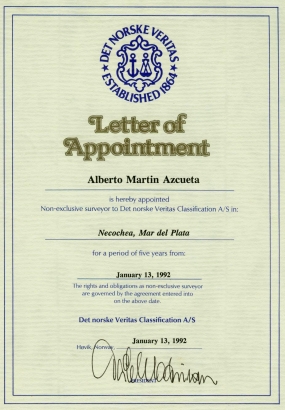 DET NORSKE VERITAS
ESTABLISHED 1864
Letter of
Appointment
Alberto Martin Azcueta
is hereby appointed
Non-exclusive surveyor to Det norske Veritas Classification A/S in:
Necochea, Mar del Plata
for a period of five years from:
January 13, 1992
The rights and obligations as non-exclusive surveyor
are governed by the agreement entered into
on the above date.
Det norske Veritas Classification A/S
Høvik, Norway, January 13, 1992
PRESIDENT